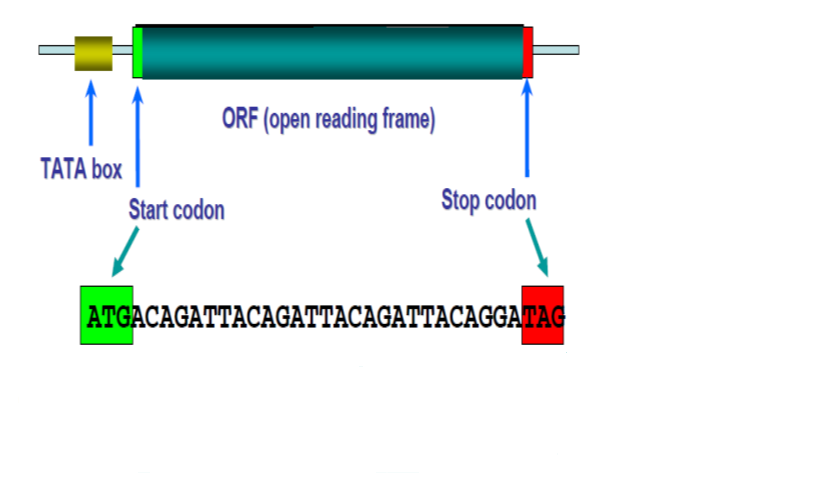 ORF (open reading frame)
TATA box
Start codon
Stop codon
ATGACAGATTACAGATTACAGATTACAGGATAG